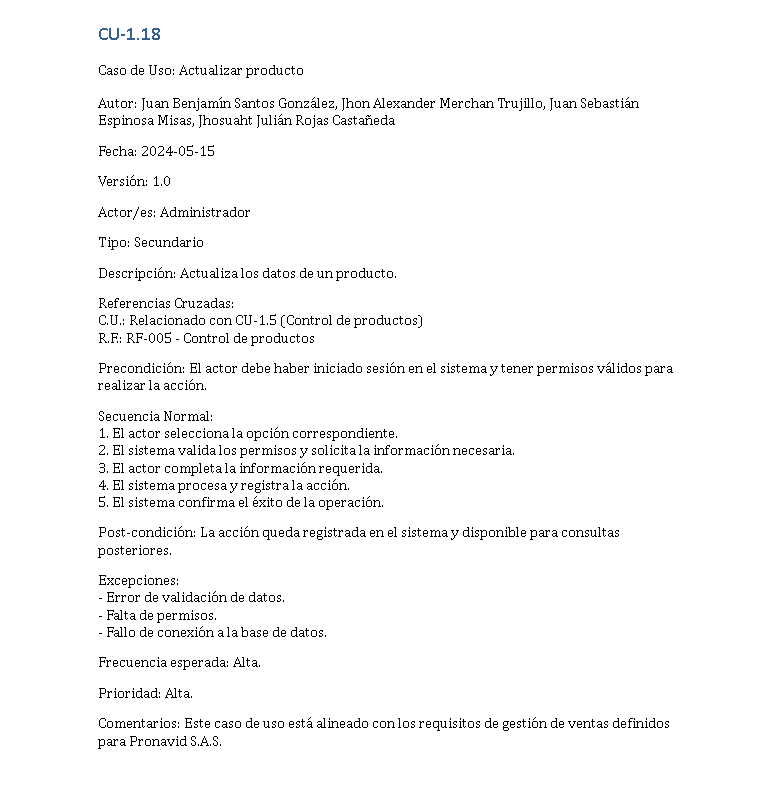 CU-1.18
Caso de Uso: Actualizar producto
Autor: Juan Benjamín Santos González, Jhon Alexander Merchan Trujillo, Juan Sebastián
Espinosa Misas, Jhosuaht Julián Rojas Castañeda
Fecha: 2024-05-15
Versión: 1.0
Actor/es: Administrador
Tipo: Secundario
Descripción: Actualiza los datos de un producto.
Referencias Cruzadas:
C.U.: Relacionado con CU-1.5 (Control de productos)
R.F.: RF-005 - Control de productos
Precondición: El actor debe haber iniciado sesión en el sistema y tener permisos válidos para
realizar la acción.
Secuencia Normal:
1. El actor selecciona la opción correspondiente.
2. El sistema valida los permisos y solicita la información necesaria.
3. El actor completa la información requerida.
4. El sistema procesa y registra la acción.
5. El sistema confirma el éxito de la operación.
Post-condición: La acción queda registrada en el sistema y disponible para consultas
posteriores.
Excepciones:
- Error de validación de datos.
- Falta de permisos.
- Fallo de conexión a la base de datos.
Frecuencia esperada: Alta.
Prioridad: Alta.
Comentarios: Este caso de uso está alineado con los requisitos de gestión de ventas definidos
para Pronavid S.A.S.